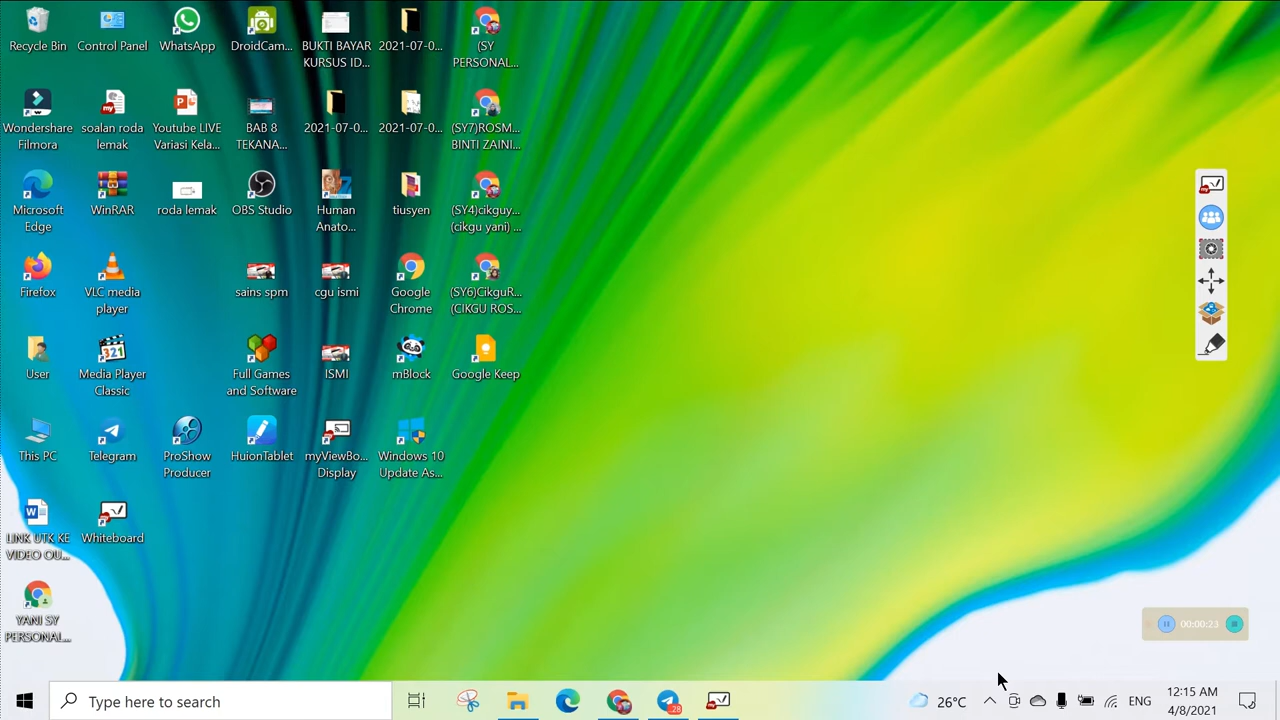 Recycle Bin
Control Panel
WhatsApp
DroidCam...
BUKTI BAYAR
KURSUS ID...
2021-07-0...
(SY
PERSONAL...
Wondershare
Filmora
soalan roda
lemak
Youtube LIVE
Variasi Kela...
BAB 8
TEKANA...
2021-07-0...
2021-07-0...
(SY7)ROSM...
BINTI ZAINI...
Microsoft
Edge
WinRAR
roda lemak
OBS Studio
Human
Anato...
tiusyen
(SY4)cikguy...
(cikgu yani) ...
Firefox
VLC media
player
sains spm
cgu ismi
Google
Chrome
(SY6)CikguR...
(CIKGU ROS...
User
Media Player
Classic
Full Games
and Software
ISMI
mBlock
Google Keep
This PC
Telegram
ProShow
Producer
HuionTablet
myViewBo...
Display
Windows 10
Update As...
LINK UTK KE
VIDEO OU...
Whiteboard
YANI SY
PERSONAL...
00:00:23
Type here to search
28
26°C
ENG
12:15 AM
4/8/2021